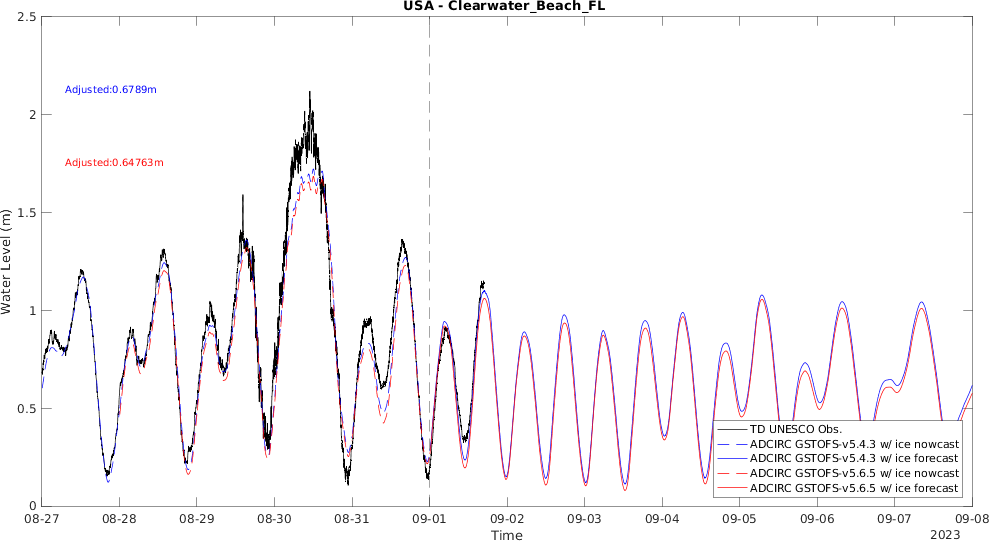 USA - Clearwater_Beach_FL
2.5
Adjusted:0.6789m
2
Adjusted:0.64763m
1.5
Water Level (m)
1
0.5
TD UNESCO Obs.
ADCIRC GSTOFS-v5.4.3 w/ ice nowcast
ADCIRC GSTOFS-v5.4.3 w/ ice forecast
ADCIRC GSTOFS-v5.6.5 w/ ice nowcast
ADCIRC GSTOFS-v5.6.5 w/ ice forecast
0
08-27 08-28 08-29 08-30 08-31 09-01 09-02 09-03 09-04 09-05 09-06 09-07 09-08
Time
2023